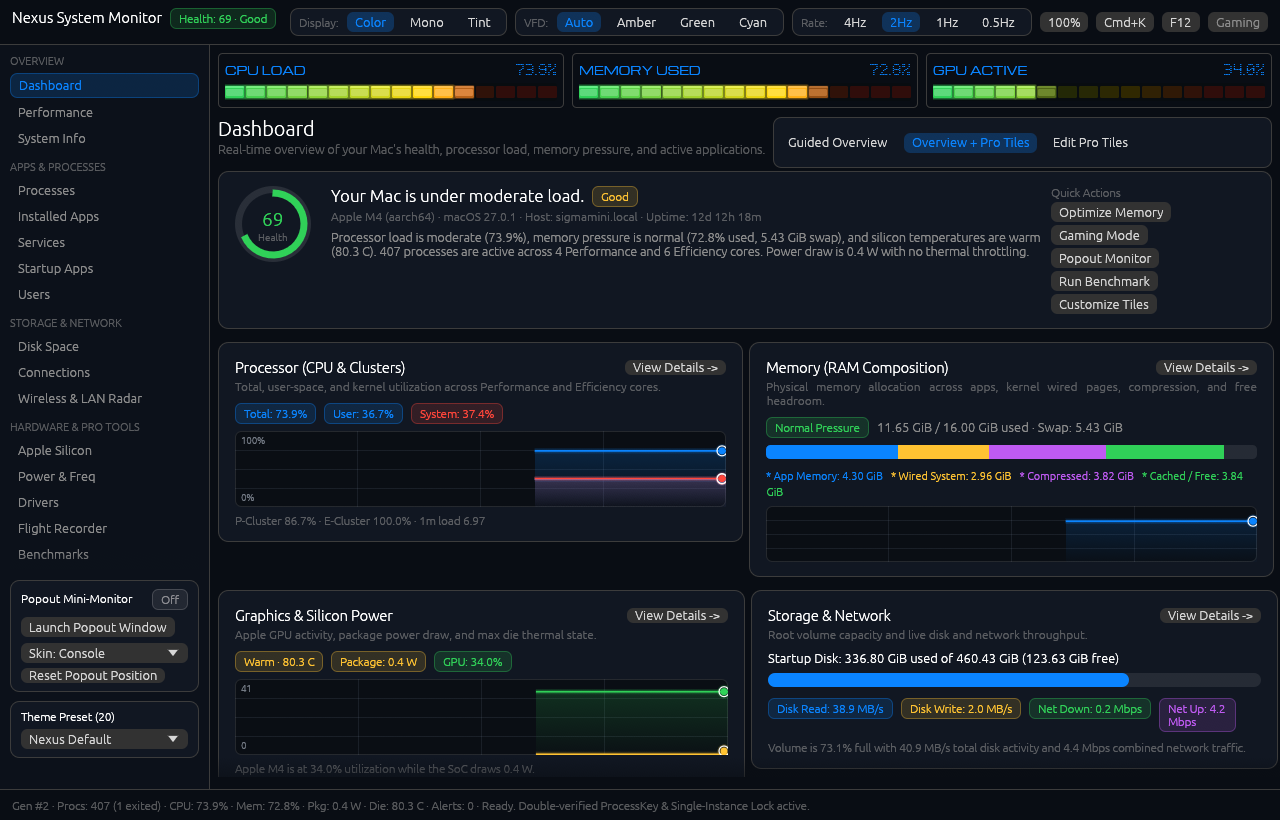 Nexus System Monitor
Health: 69 · Good
Display: Color Mono Tint
VFD: Auto Amber Green Cyan
Rate: 4Hz 2Hz 1Hz 0.5Hz
100% Cmd+K F12 Gaming
OVERVIEW
Dashboard
Performance
System Info
APPS & PROCESSES
Processes
Installed Apps
Services
Startup Apps
Users
STORAGE & NETWORK
Disk Space
Connections
Wireless & LAN Radar
HARDWARE & PRO TOOLS
Apple Silicon
Power & Freq
Drivers
Flight Recorder
Benchmarks
Popout Mini-Monitor Off
Launch Popout Window
Skin: Console
Reset Popout Position
Theme Preset (20)
Nexus Default
CPU LOAD 73.9%
MEMORY USED 72.8%
GPU ACTIVE 34.0%
Dashboard
Real-time overview of your Mac's health, processor load, memory pressure, and active applications.
Guided Overview Overview + Pro Tiles Edit Pro Tiles
69
Health
Your Mac is under moderate load. Good
Apple M4 (aarch64) · macOS 27.0.1 · Host: sigmamini.local · Uptime: 12d 12h 18m
Processor load is moderate (73.9%), memory pressure is normal (72.8% used, 5.43 GiB swap), and silicon temperatures are warm
(80.3 C). 407 processes are active across 4 Performance and 6 Efficiency cores. Power draw is 0.4 W with no thermal throttling.
Quick Actions
Optimize Memory
Gaming Mode
Popout Monitor
Run Benchmark
Customize Tiles
Processor (CPU & Clusters) View Details ->
Total, user-space, and kernel utilization across Performance and Efficiency cores.
Total: 73.9% User: 36.7% System: 37.4%
100%
0%
P-Cluster 86.7% · E-Cluster 100.0% · 1m load 6.97
Memory (RAM Composition) View Details ->
Physical memory allocation across apps, kernel wired pages, compression, and free
headroom.
Normal Pressure 11.65 GiB / 16.00 GiB used · Swap: 5.43 GiB
* App Memory: 4.30 GiB * Wired System: 2.96 GiB * Compressed: 3.82 GiB * Cached / Free: 3.84
GiB
Graphics & Silicon Power View Details ->
Apple GPU activity, package power draw, and max die thermal state.
Warm · 80.3 C Package: 0.4 W GPU: 34.0%
41
0
Apple M4 is at 34.0% utilization while the SoC draws 0.4 W.
Storage & Network View Details ->
Root volume capacity and live disk and network throughput.
Startup Disk: 336.80 GiB used of 460.43 GiB (123.63 GiB free)
Disk Read: 38.9 MB/s Disk Write: 2.0 MB/s Net Down: 0.2 Mbps Net Up: 4.2
Mbps
Volume is 73.1% full with 40.9 MB/s total disk activity and 4.4 Mbps combined network traffic.
Gen #2 · Procs: 407 (1 exited) · CPU: 73.9% · Mem: 72.8% · Pkg: 0.4 W · Die: 80.3 C · Alerts: 0 · Ready. Double-verified ProcessKey & Single-Instance Lock active.